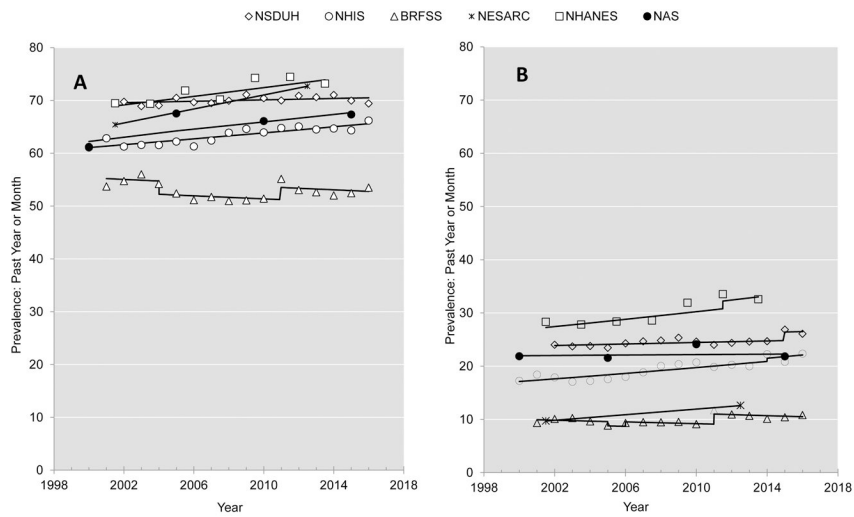 NSDUH NHIS BRFSS NESARC NHANES NAS
A
Prevalence: Past Year or Month
80
70
60
50
40
30
20
10
0
1998 2002 2006 2010 2014 2018
Year
B
Prevalence: Past Year or Month
80
70
60
50
40
30
20
10
0
1998 2002 2006 2010 2014 2018
Year